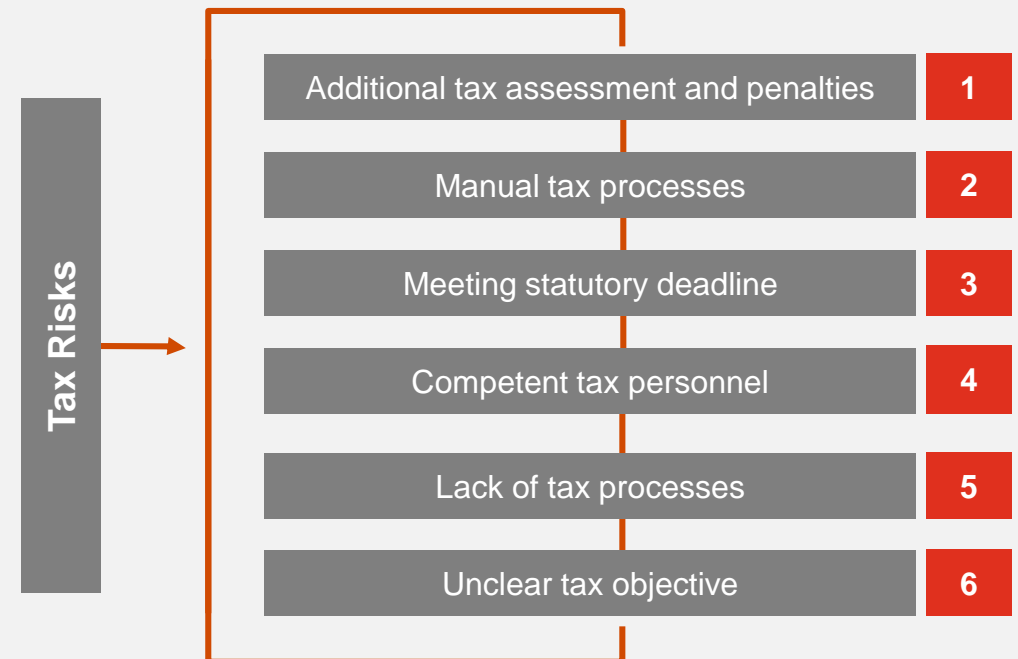 Tax Risks
Additional tax assessment and penalties 1
Manual tax processes 2
Meeting statutory deadline 3
Competent tax personnel 4
Lack of tax processes 5
Unclear tax objective 6